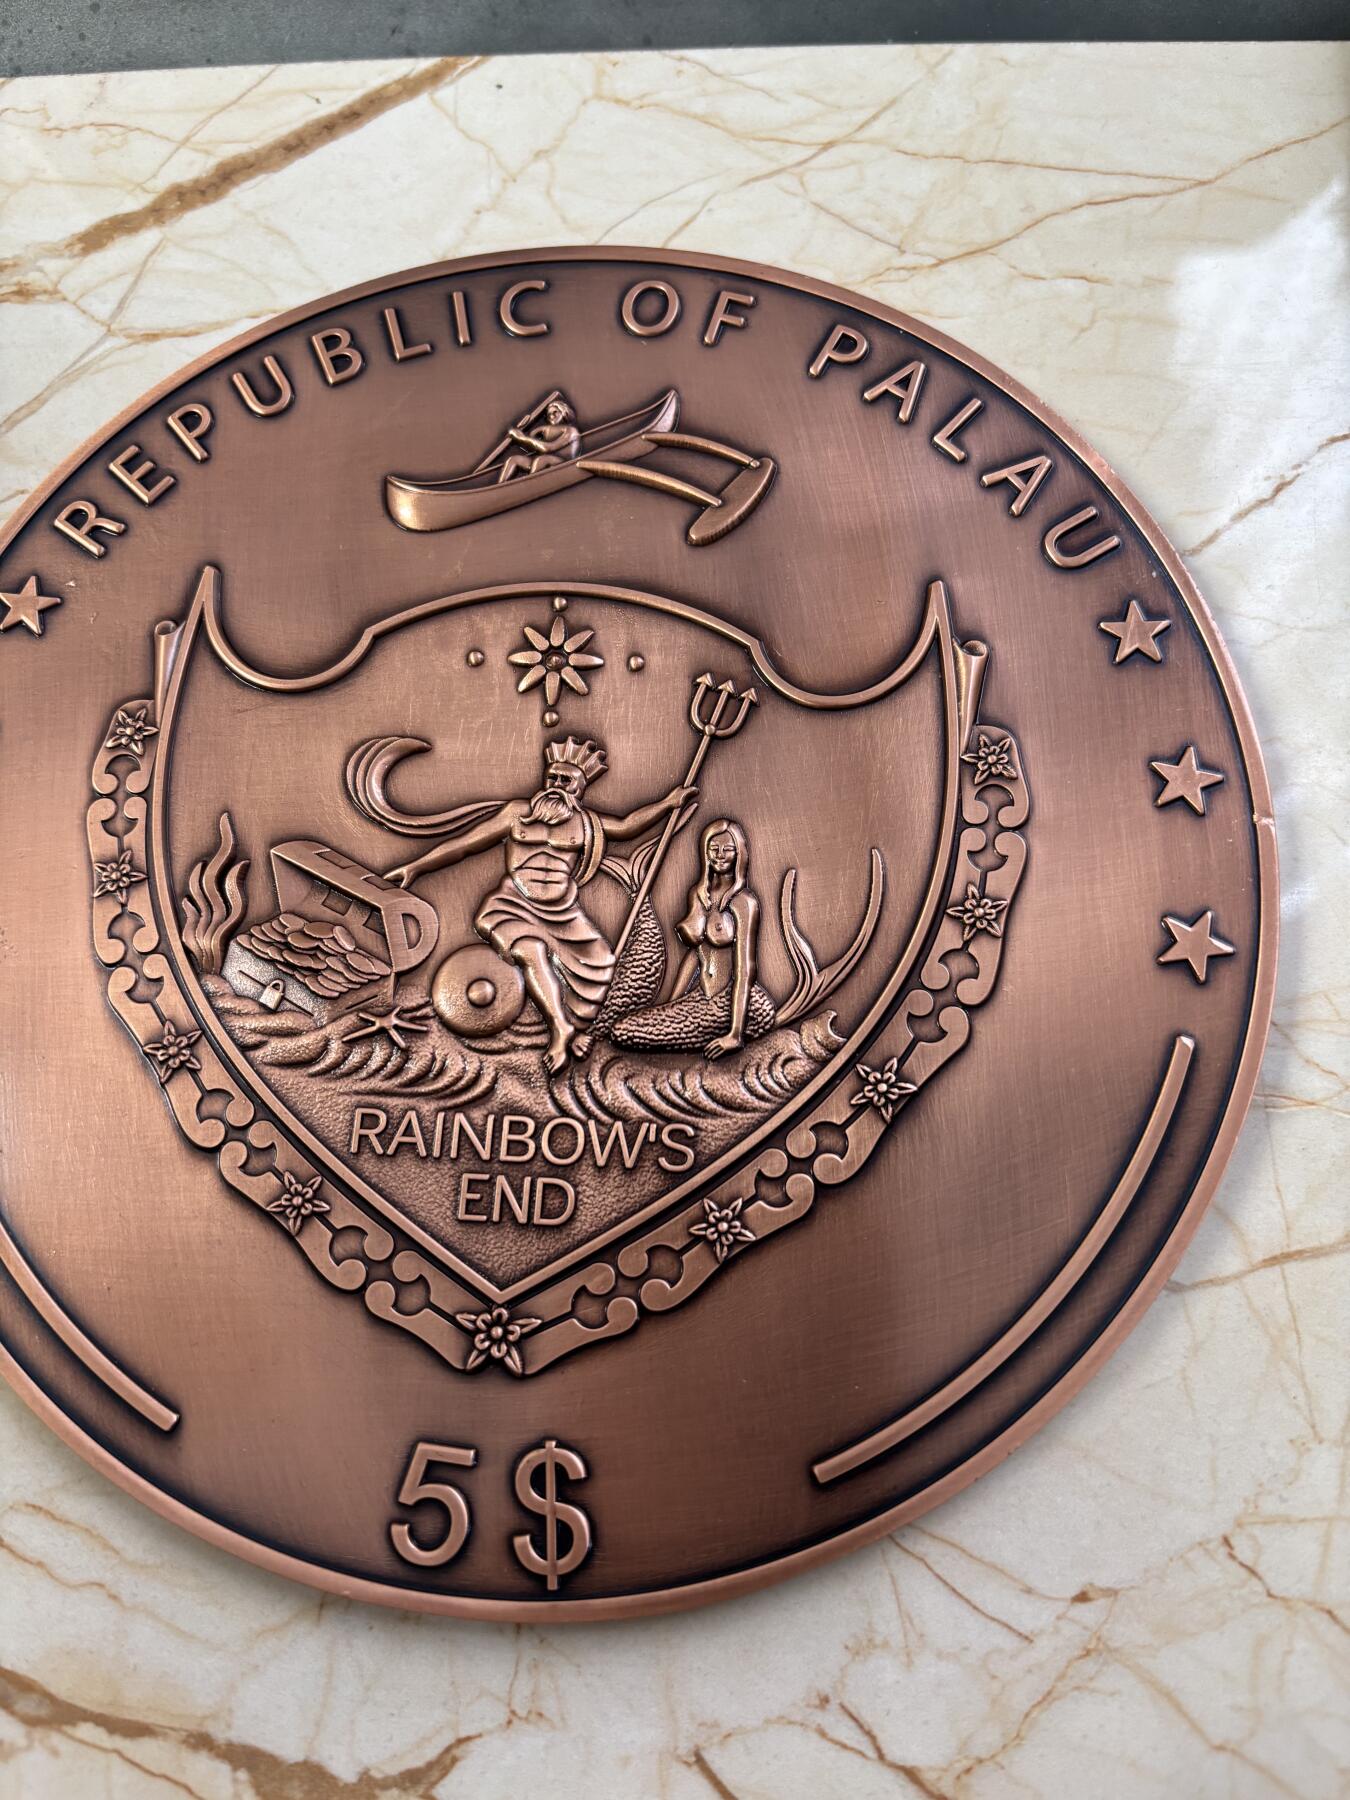 REPUBLIC OF PALAU
RAINBOW'S
END
5$